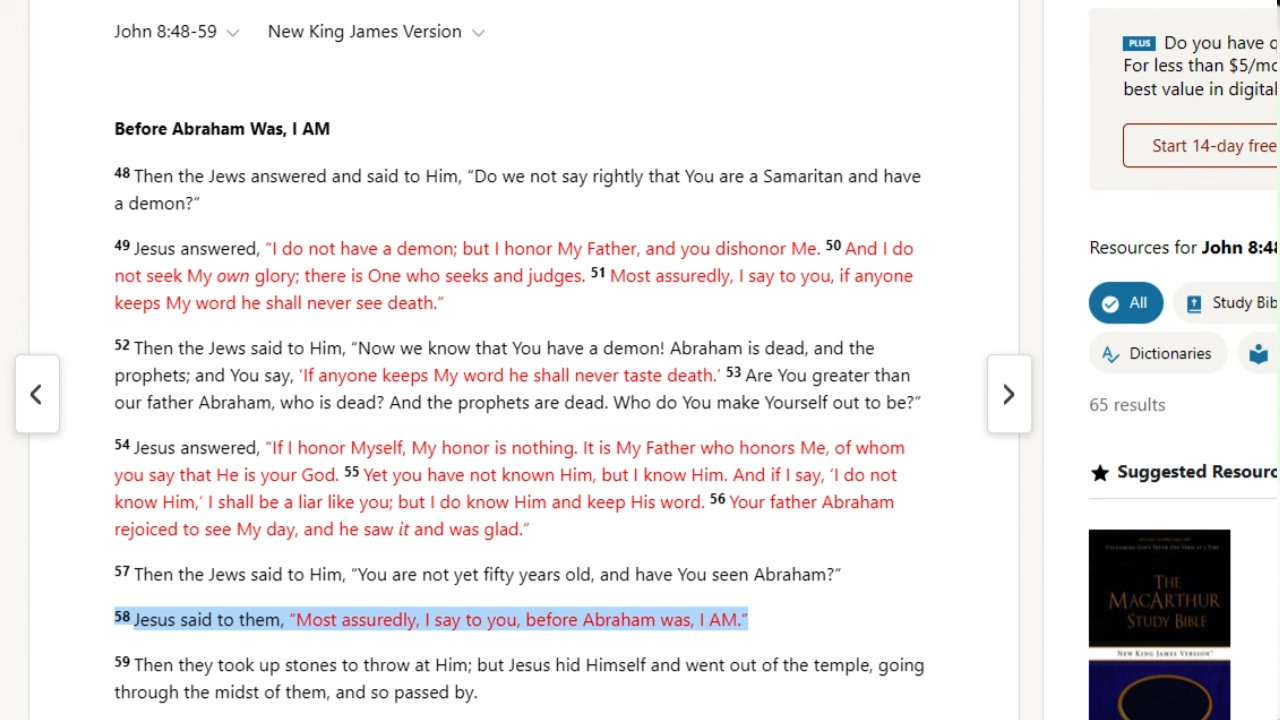 John 8:48-59 New King James Version
Before Abraham Was, I AM
48 Then the Jews answered and said to Him, “Do we not say rightly that You are a Samaritan and have
a demon?”
49 Jesus answered, “I do not have a demon; but I honor My Father, and you dishonor Me. 50 And I do
not seek My own glory; there is One who seeks and judges. 51 Most assuredly, I say to you, if anyone
keeps My word he shall never see death.”
52 Then the Jews said to Him, “Now we know that You have a demon! Abraham is dead, and the
prophets; and You say, ‘If anyone keeps My word he shall never taste death.’ 53 Are You greater than
our father Abraham, who is dead? And the prophets are dead. Who do You make Yourself out to be?”
54 Jesus answered, “If I honor Myself, My honor is nothing. It is My Father who honors Me, of whom
you say that He is your God. 55 Yet you have not known Him, but I know Him. And if I say, ‘I do not
know Him,’ I shall be a liar like you; but I do know Him and keep His word. 56 Your father Abraham
rejoiced to see My day, and he saw it and was glad.”
57 Then the Jews said to Him, “You are not yet fifty years old, and have You seen Abraham?”
58 Jesus said to them, “Most assuredly, I say to you, before Abraham was, I AM.”
59 Then they took up stones to throw at Him; but Jesus hid Himself and went out of the temple, going
through the midst of them, and so passed by.
PLUS Do you have q
For less than $5/mo
best value in digital
Start 14-day free
Resources for John 8:48
All Study Bib
Dictionaries
65 results
Suggested Resourc
THE
MACARTHUR
STUDY BIBLE
NEW KING JAMES VERSION